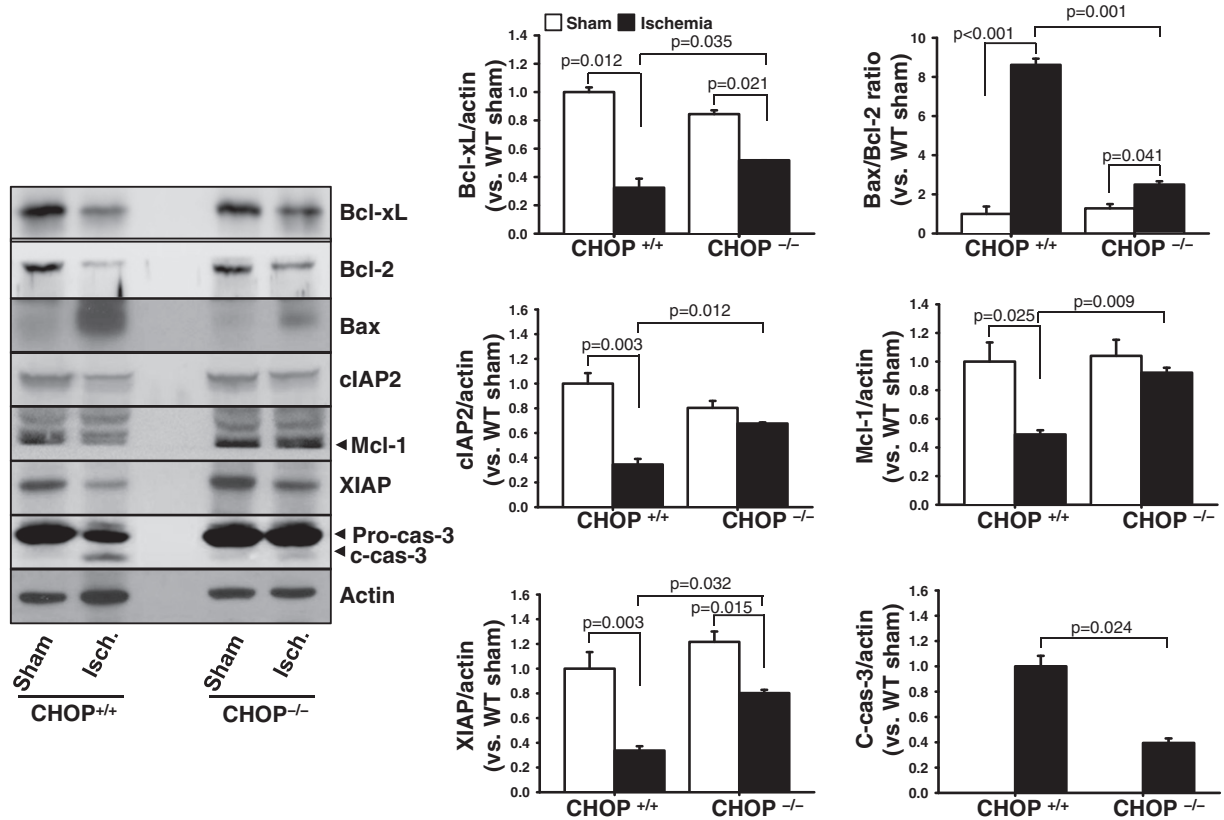 Bcl-xL
Bcl-2
Bax
cIAP2
Mcl-1
XIAP
Pro-cas-3
c-cas-3
Actin
Sham
Isch.
Sham
Isch.
CHOP+/+
CHOP–/–
Sham Ischemia
Bcl-xL/actin
(vs. WT sham)
1.4
1.2
1.0
0.8
0.6
0.4
0.2
0.0
p=0.012
p=0.035
p=0.021
CHOP +/+
CHOP –/–
Bax/Bcl-2 ratio
(vs. WT sham)
10
8
6
4
2
0
p<0.001
p=0.001
p=0.041
CHOP +/+
CHOP –/–
cIAP2/actin
(vs. WT sham)
1.6
1.4
1.2
1.0
0.8
0.6
0.4
0.2
0.0
p=0.003
p=0.012
CHOP +/+
CHOP –/–
Mcl-1/actin
(vs. WT sham)
1.4
1.2
1.0
0.8
0.6
0.4
0.2
0.0
p=0.025
p=0.009
CHOP +/+
CHOP –/–
XIAP/actin
(vs. WT sham)
1.6
1.4
1.2
1.0
0.8
0.6
0.4
0.2
0.0
p=0.003
p=0.032
p=0.015
CHOP +/+
CHOP –/–
C-cas-3/actin
(vs. WT sham)
1.6
1.4
1.2
1.0
0.8
0.6
0.4
0.2
0.0
p=0.024
CHOP +/+
CHOP –/–